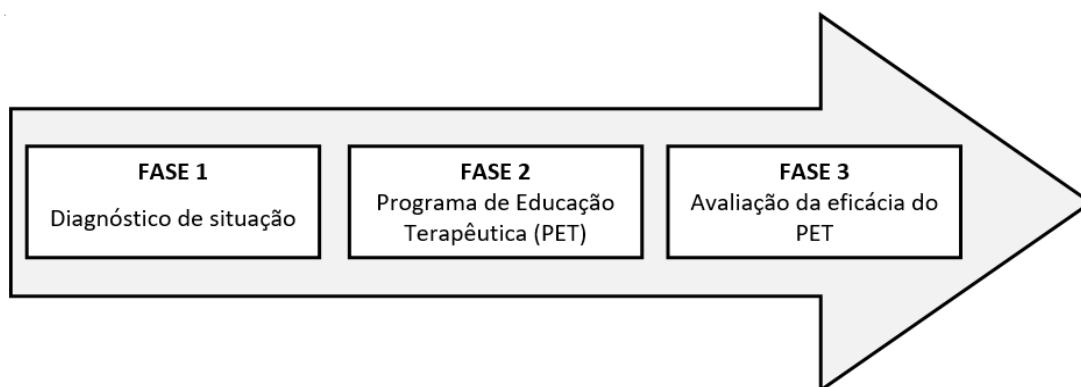 FASE 1
Diagnóstico de situação
FASE 2
Programa de Educação
Terapêutica (PET)
FASE 3
Avaliação da eficácia do
PET